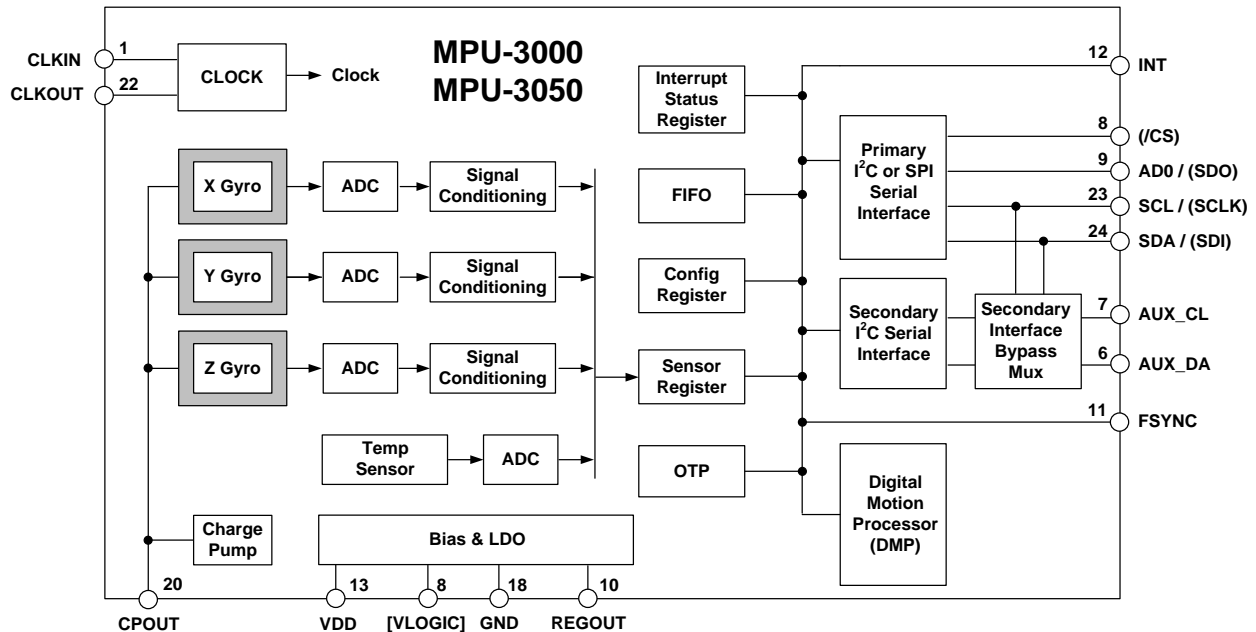 MPU-3000
MPU-3050
1
CLKIN
22
CLKOUT
CLOCK
Clock
Interrupt
Status
Register
12
INT
X Gyro
ADC
Signal
Conditioning
FIFO
Primary
I2C or SPI
Serial
Interface
8
(/CS)
9
AD0 / (SDO)
23
SCL / (SCLK)
24
SDA / (SDI)
Y Gyro
ADC
Signal
Conditioning
Config
Register
Secondary
I2C Serial
Interface
Secondary
Interface
Bypass
Mux
7
AUX_CL
6
AUX_DA
Z Gyro
ADC
Signal
Conditioning
Sensor
Register
11
FSYNC
Temp
Sensor
ADC
OTP
Digital
Motion
Processor
(DMP)
Charge
Pump
Bias & LDO
20
CPOUT
13
VDD
8
[VLOGIC]
18
GND
10
REGOUT